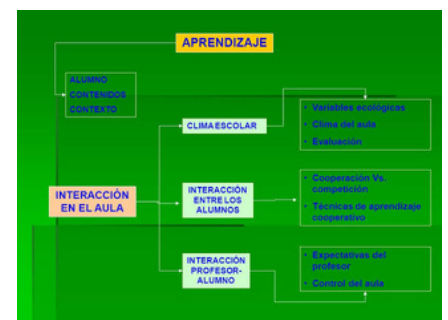 APRENDIZAJE
ALUMNO
CONTENIDOS
CONTEXTO
CLIMA ESCOLAR
• Variables ecológicas
• Clima del aula
• Evaluación
INTERACCIÓN
EN EL AULA
INTERACCIÓN
ENTRE LOS
ALUMNOS
• Cooperación Vs.
competición
• Técnicas de aprendizaje
cooperativo
INTERACCIÓN
PROFESOR-
ALUMNO
• Expectativas del
profesor
• Control del aula